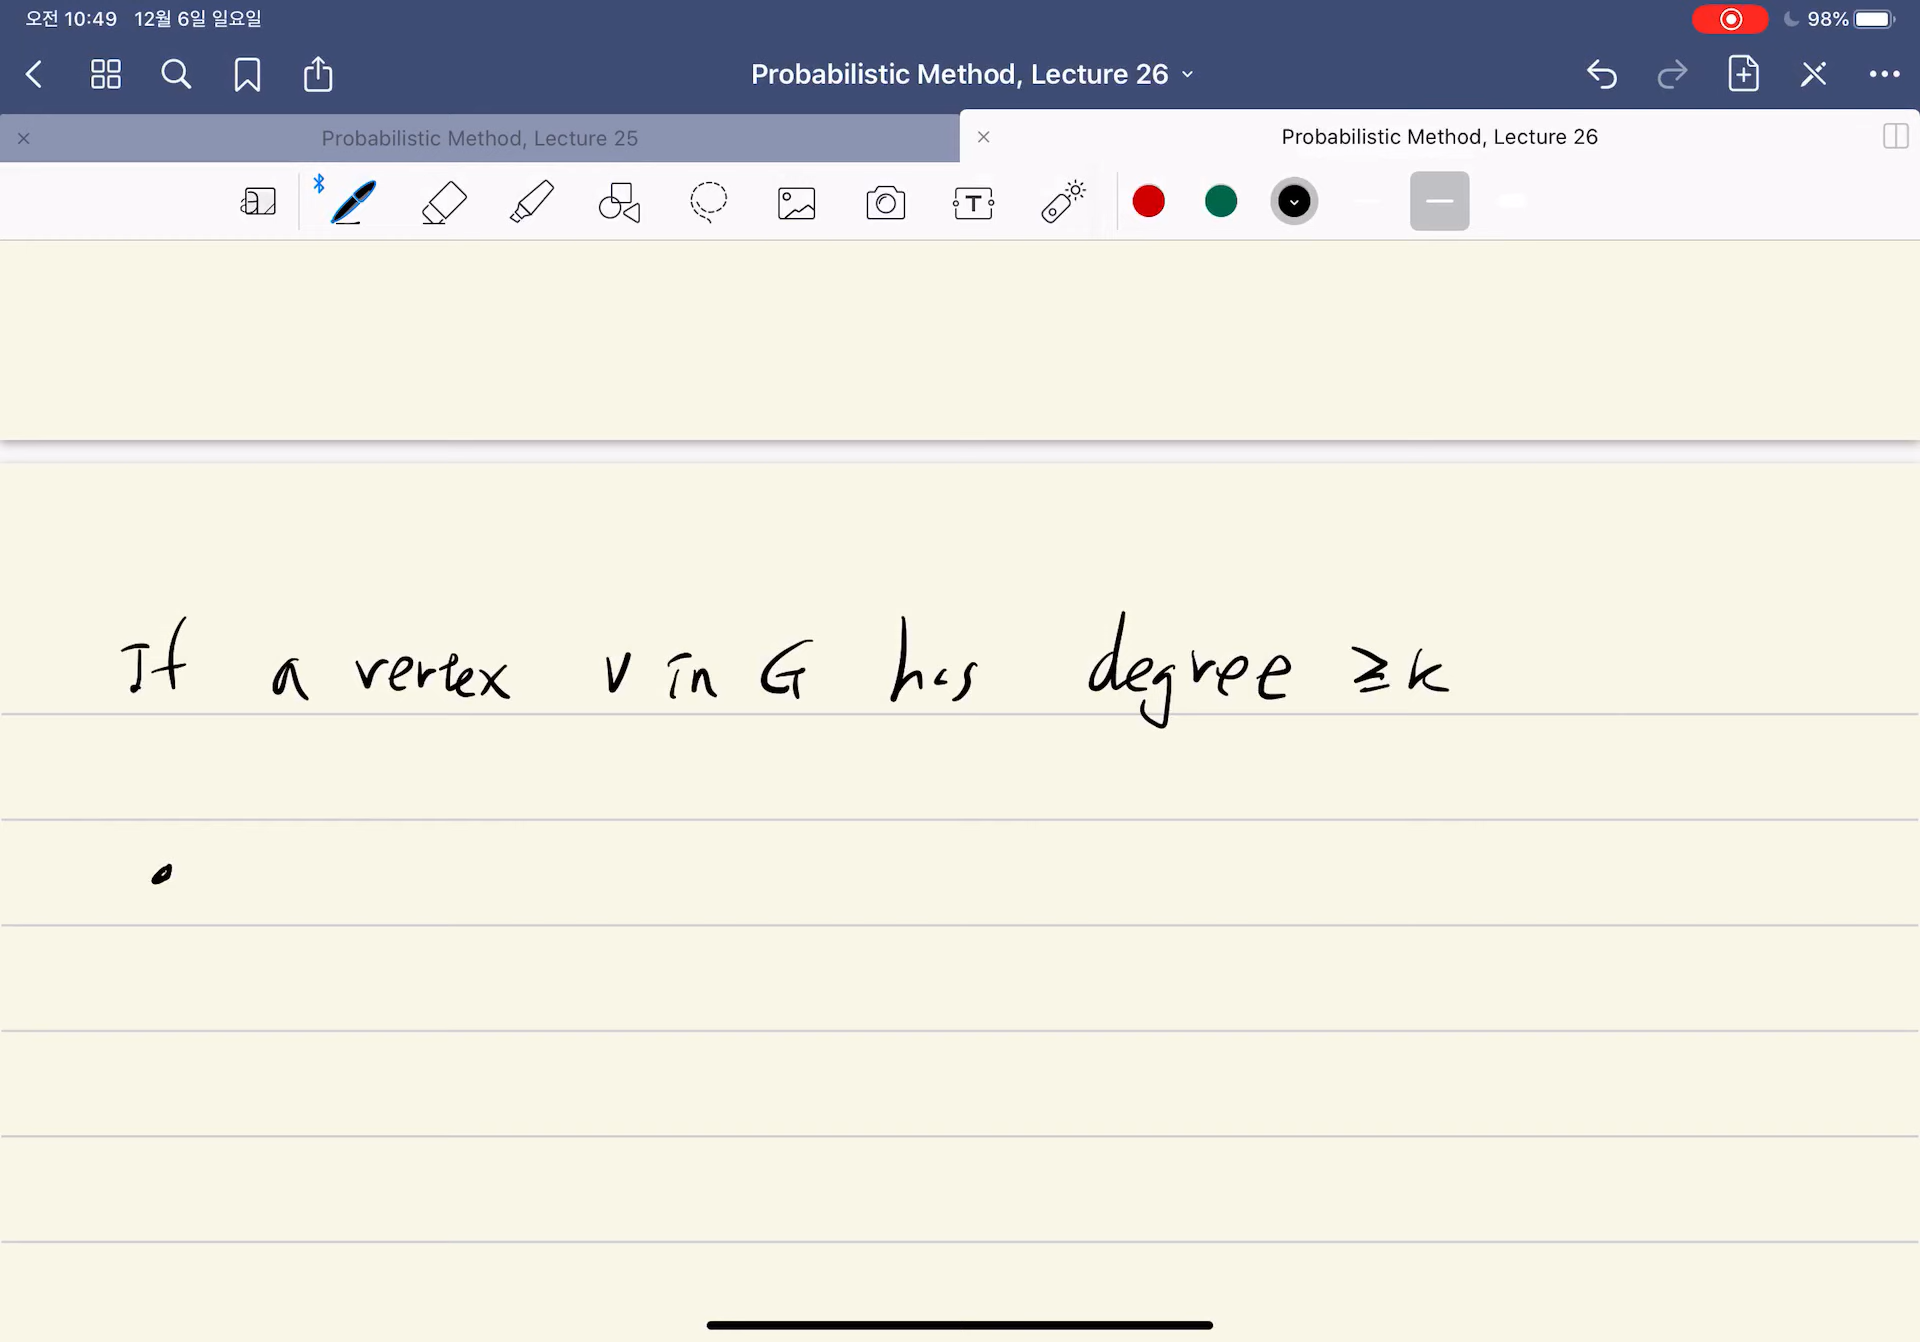 오전 10:49 12월 6일 일요일 98%
Probabilistic Method, Lecture 26
Probabilistic Method, Lecture 25 Probabilistic Method, Lecture 26
If a vertex v in G has degree ≥k